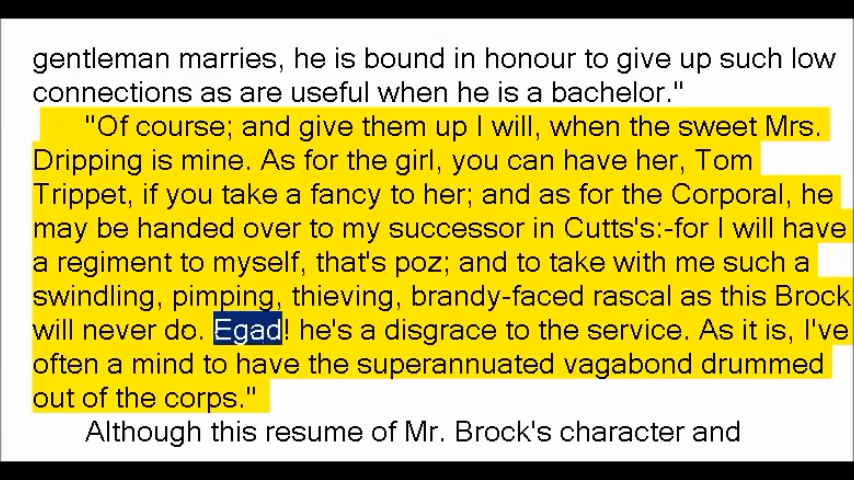 gentleman marries, he is bound in honour to give up such low
connections as are useful when he is a bachelor."
"Of course; and give them up I will, when the sweet Mrs.
Dripping is mine. As for the girl, you can have her, Tom
Trippet, if you take a fancy to her; and as for the Corporal, he
may be handed over to my successor in Cutts's:-for I will have
a regiment to myself, that's poz; and to take with me such a
swindling, pimping, thieving, brandy-faced rascal as this Brock
will never do. Egad! he's a disgrace to the service. As it is, I've
often a mind to have the superannuated vagabond drummed
out of the corps."
Although this resume of Mr. Brock's character and